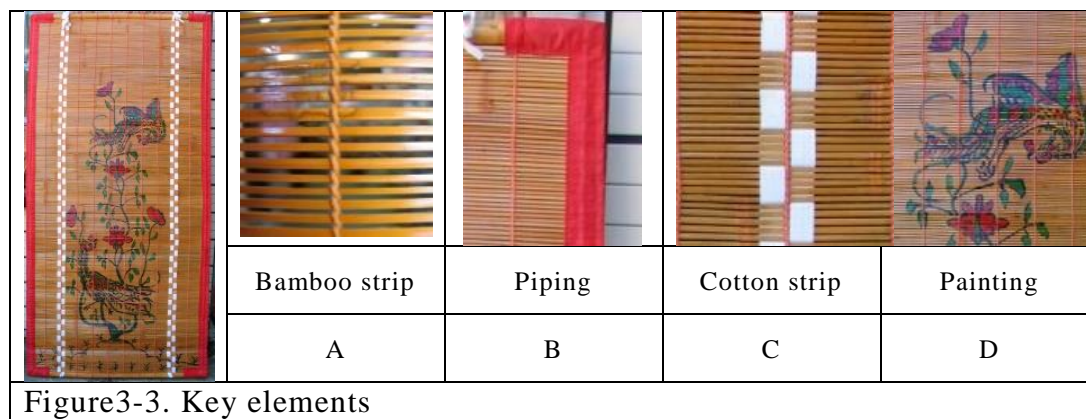 Bamboo strip Piping Cotton strip Painting
A B C D
Figure3-3. Key elements